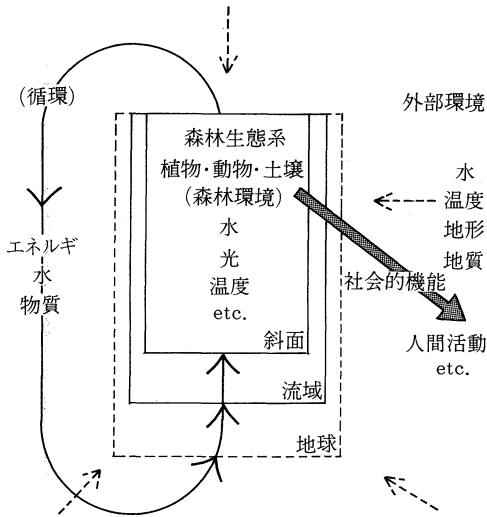 (循環)
外部環境
森林生態系
植物・動物・土壌
(森林環境)
水
光
温度
etc.
斜面
流域
地球
エネルギ
水
物質
水
温度
地形
地質
社会的機能
人間活動
etc.